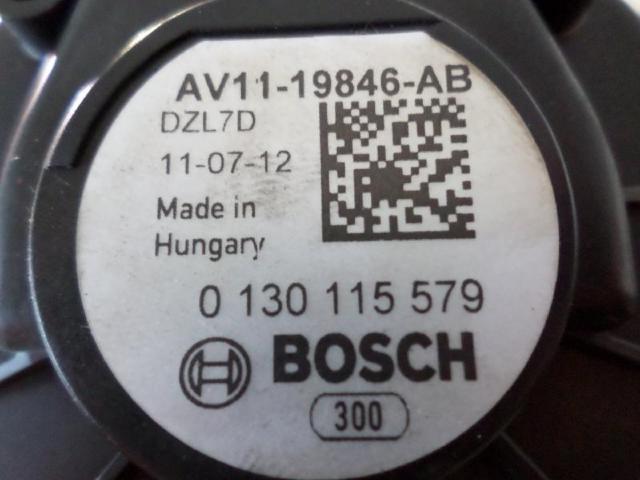 AV11-19846-AB
DZL7D
11-07-12
Made in
Hungary
0 130 115 579
BOSCH
300